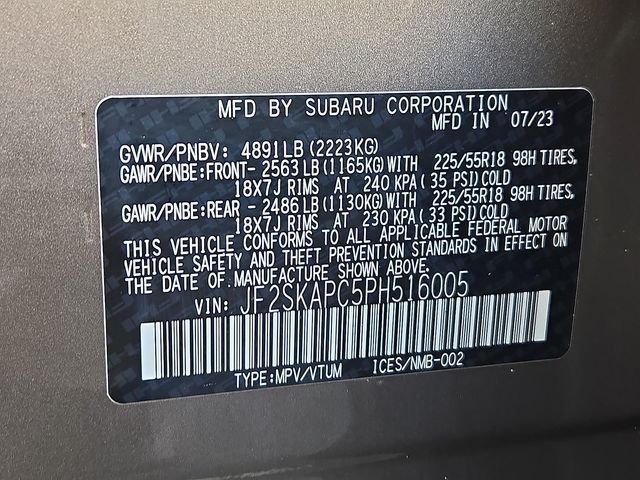 MFD BY SUBARU CORPORATION
MFD IN 07/23
GVWR/PNBV: 4891LB(2223KG)
GAWR/PNBE:FRONT- 2563LB(1165KG)WITH 225/55R18 98H TIRES,
18X7J RIMS AT 240 KPA(35 PSI)COLD
GAWR/PNBE:REAR - 2486LB(1130KG)WITH 225/55R18 98H TIRES,
18X7J RIMS AT 230 KPA(33 PSI)COLD
THIS VEHICLE CONFORMS TO ALL APPLICABLE FEDERAL MOTOR
VEHICLE SAFETY AND THEFT PREVENTION STANDARDS IN EFFECT ON
THE DATE OF MANUFACTURE SHOWN ABOVE.
VIN: JF2SKAPC5PH516005
TYPE:MPV/VTUM ICES/NMB-002